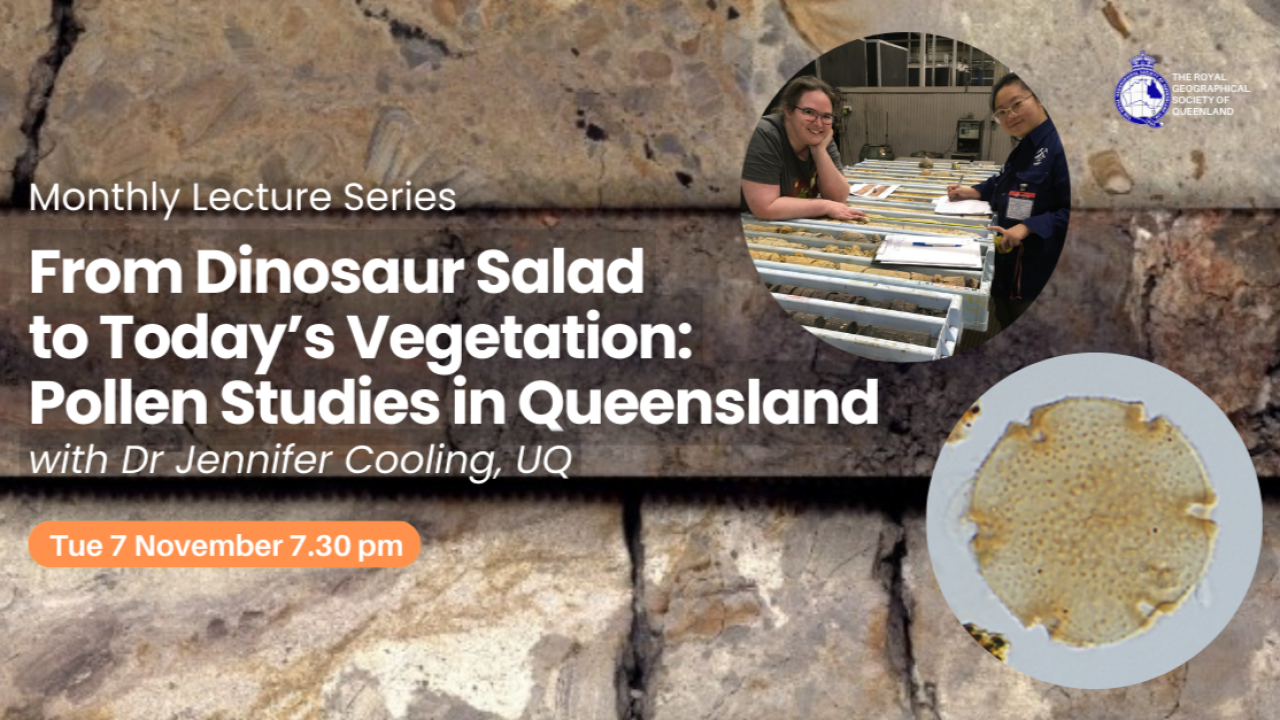 Monthly Lecture Series
From Dinosaur Salad
to Today’s Vegetation:
Pollen Studies in Queensland
with Dr Jennifer Cooling, UQ
Tue 7 November 7.30 pm
THE ROYAL
GEOGRAPHICAL
SOCIETY OF
QUEENLAND